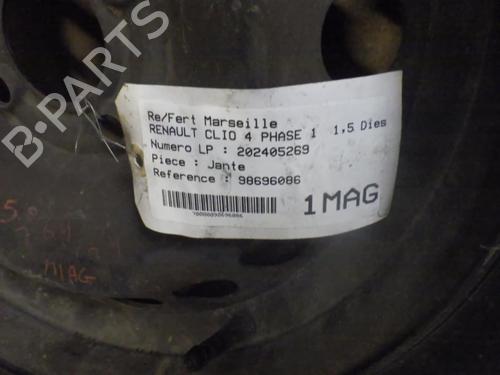 B-PARTS
Re/Fert Marseille
RENAULT CLIO 4 PHASE 1 1,5 Dies
Numero LP : 202405269
Piece : Jante
Reference : 98696086
1MAG
MAG